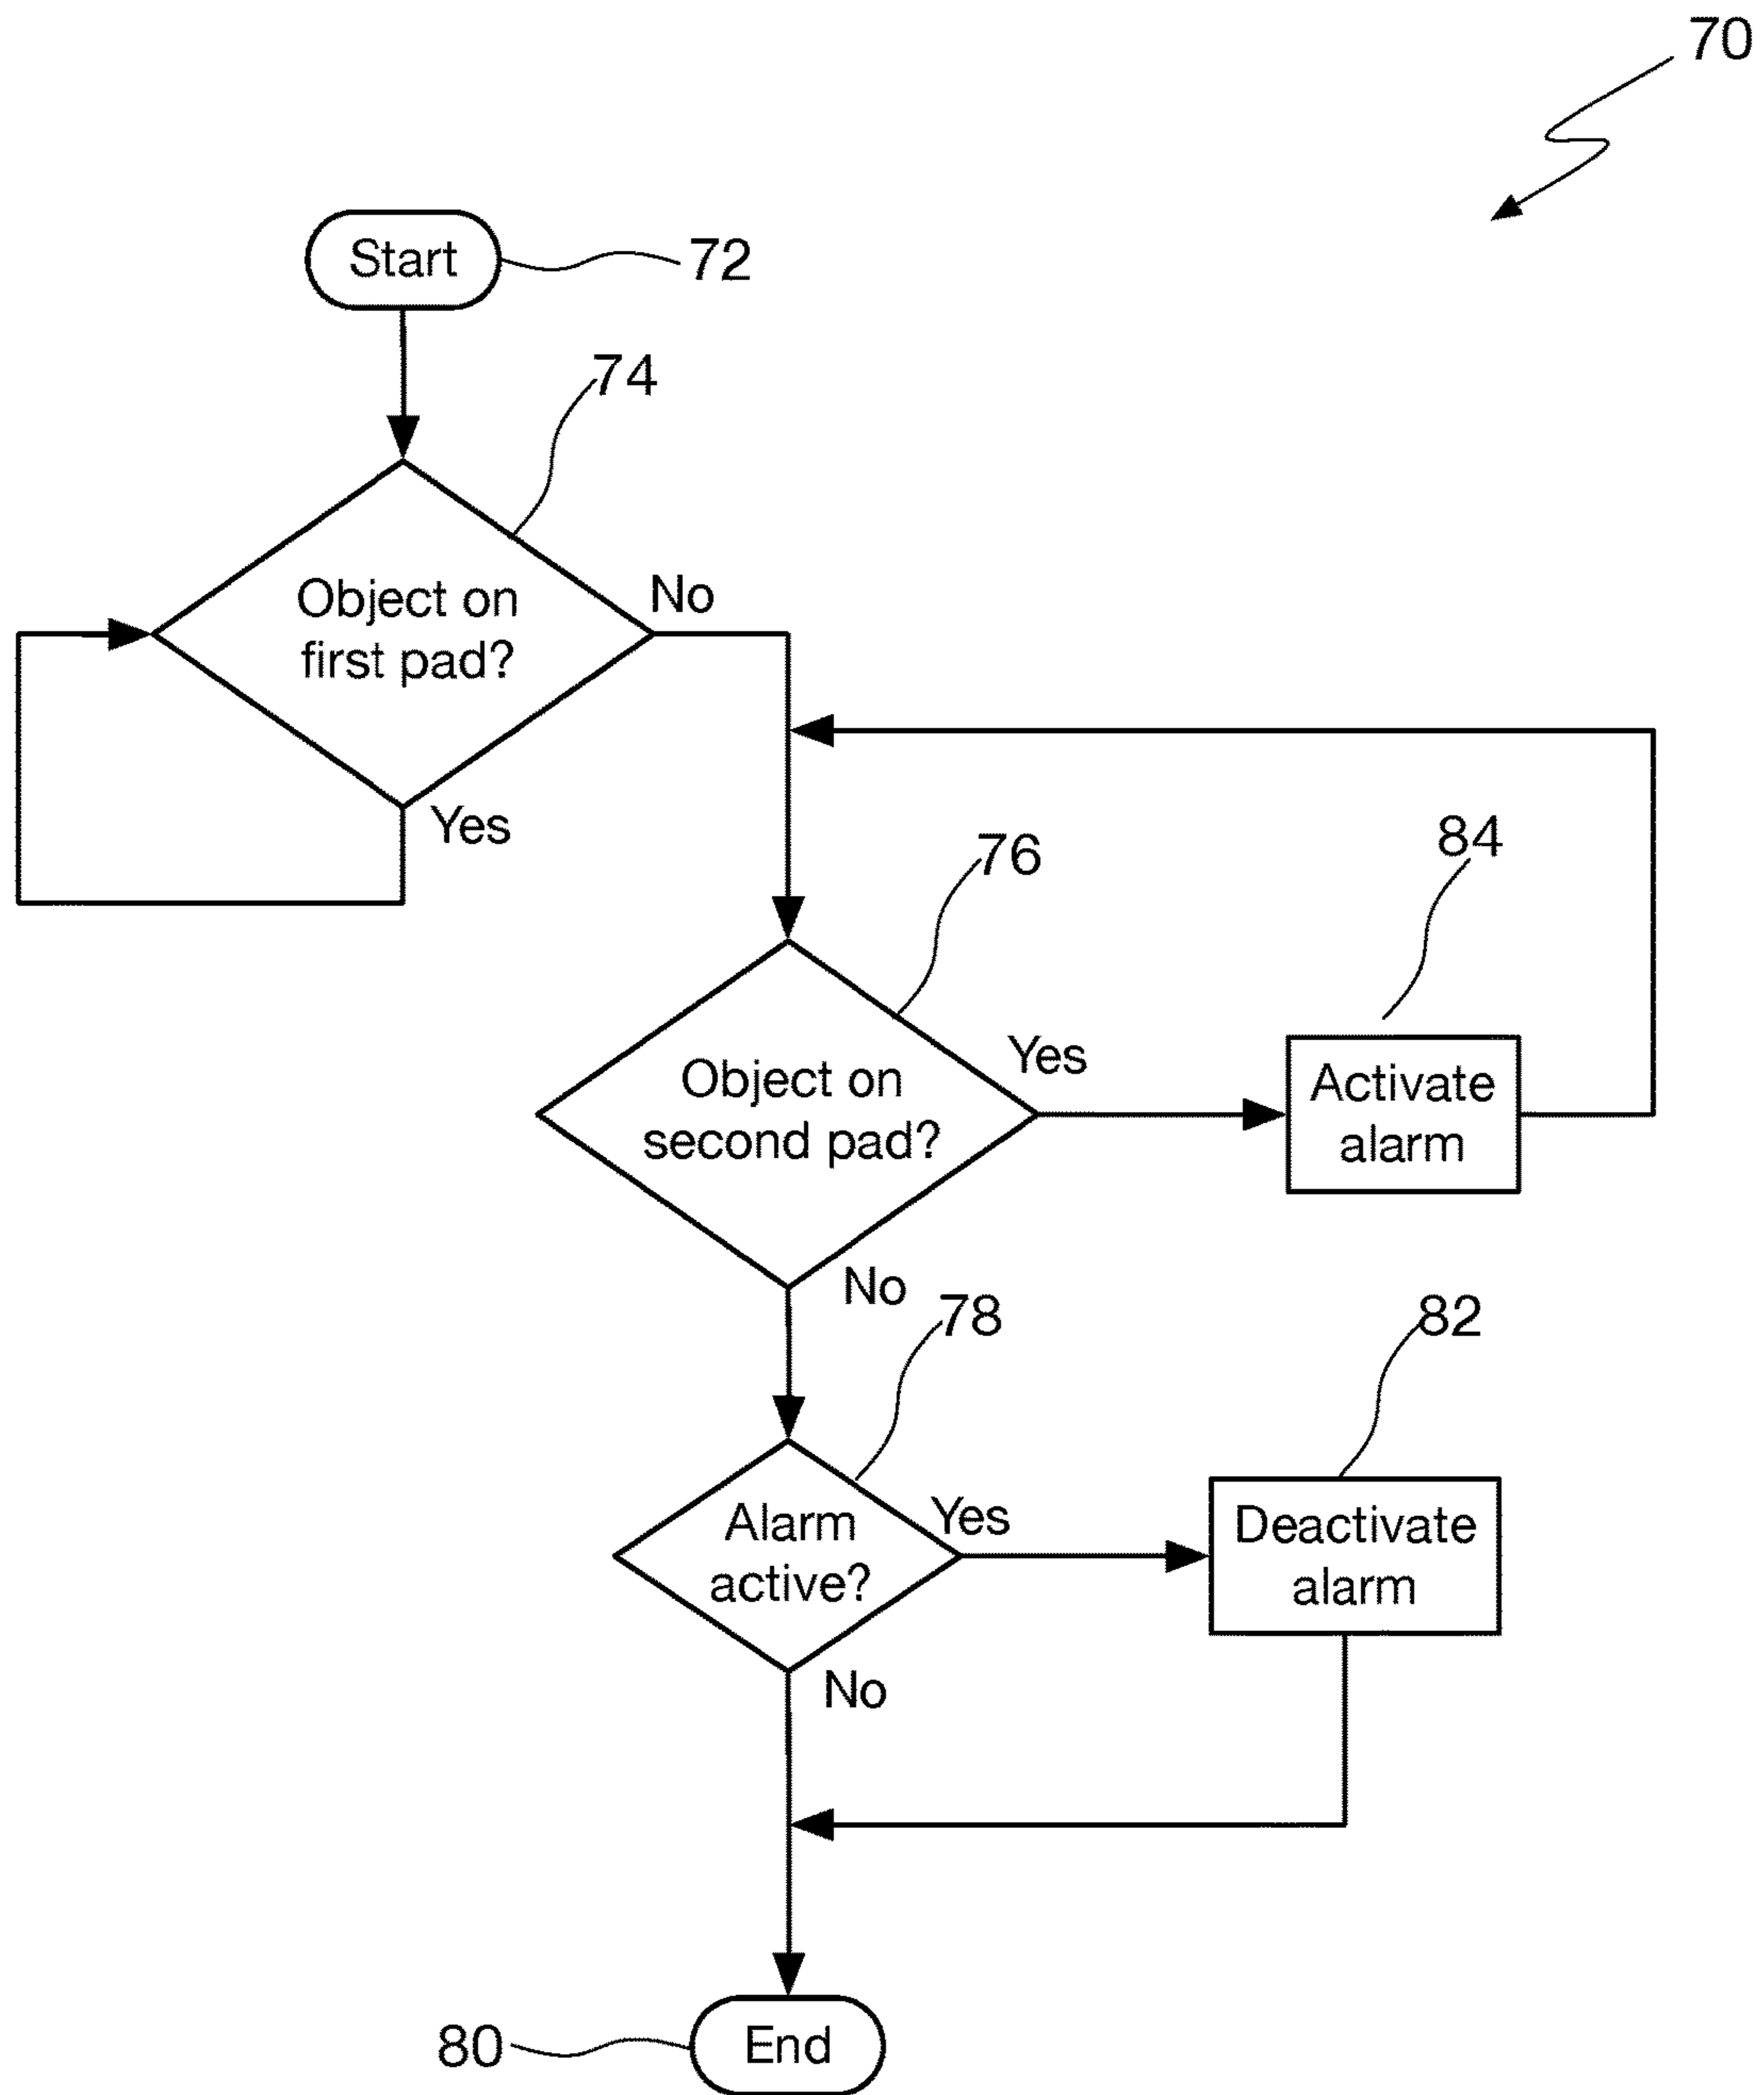 70
Start
72
74
Object on
first pad?
No
Yes
76
84
Object on
second pad?
Yes
Activate
alarm
No
78
82
Alarm
active?
Yes
Deactivate
alarm
No
80
End